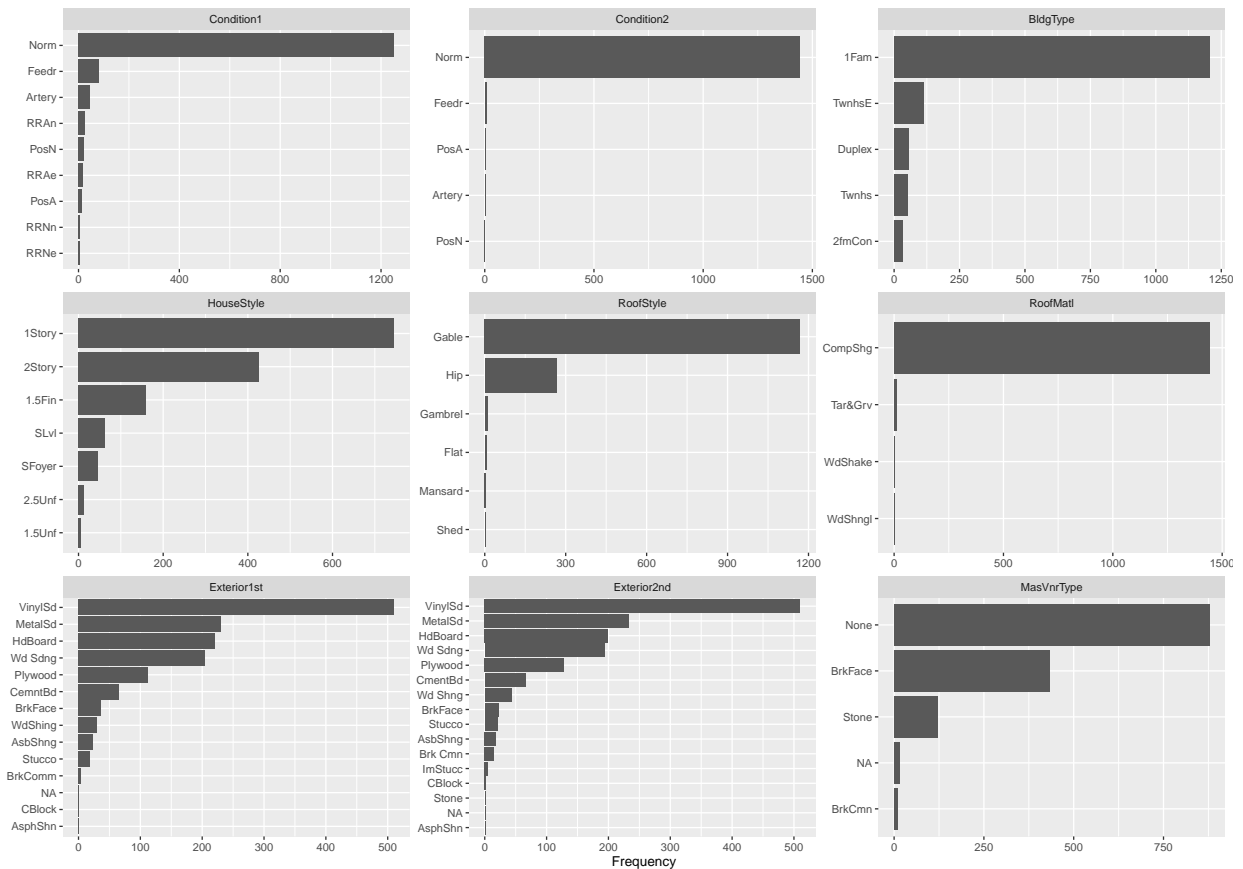 Condition1
Norm
Feedr
Artery
RRAn
PosN
RRAe
PosA
RRNn
RRNe
0 400 800 1200
Condition2
Norm
Feedr
PosA
Artery
PosN
0 500 1000 1500
BldgType
1Fam
TwnhsE
Duplex
Twnhs
2fmCon
0 250 500 750 1000 1250
HouseStyle
1Story
2Story
1.5Fin
SLvl
SFoyer
2.5Unf
1.5Unf
0 200 400 600
RoofStyle
Gable
Hip
Gambrel
Flat
Mansard
Shed
0 300 600 900 1200
RoofMatl
CompShg
Tar&Grv
WdShake
WdShngl
0 500 1000 1500
Exterior1st
VinylSd
MetalSd
HdBoard
Wd Sdng
Plywood
CemntBd
BrkFace
WdShing
AsbShng
Stucco
BrkComm
NA
CBlock
AsphShn
0 100 200 300 400 500
Exterior2nd
VinylSd
MetalSd
HdBoard
Wd Sdng
Plywood
CmentBd
Wd Shng
BrkFace
Stucco
AsbShng
Brk Cmn
ImStucc
CBlock
Stone
NA
AsphShn
0 100 200 300 400 500
MasVnrType
None
BrkFace
Stone
NA
BrkCmn
0 250 500 750
Frequency